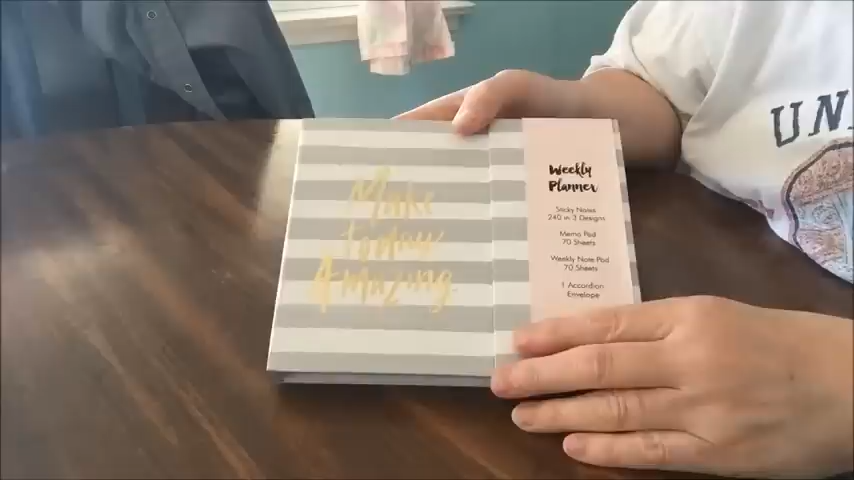 Make
today
Amazing
Weekly
Planner
Sticky Notes
240 in 3 Designs
Memo Pad
70 Sheets
Weekly Note Pad
70 Sheets
1 Accordion
Envelope
UN